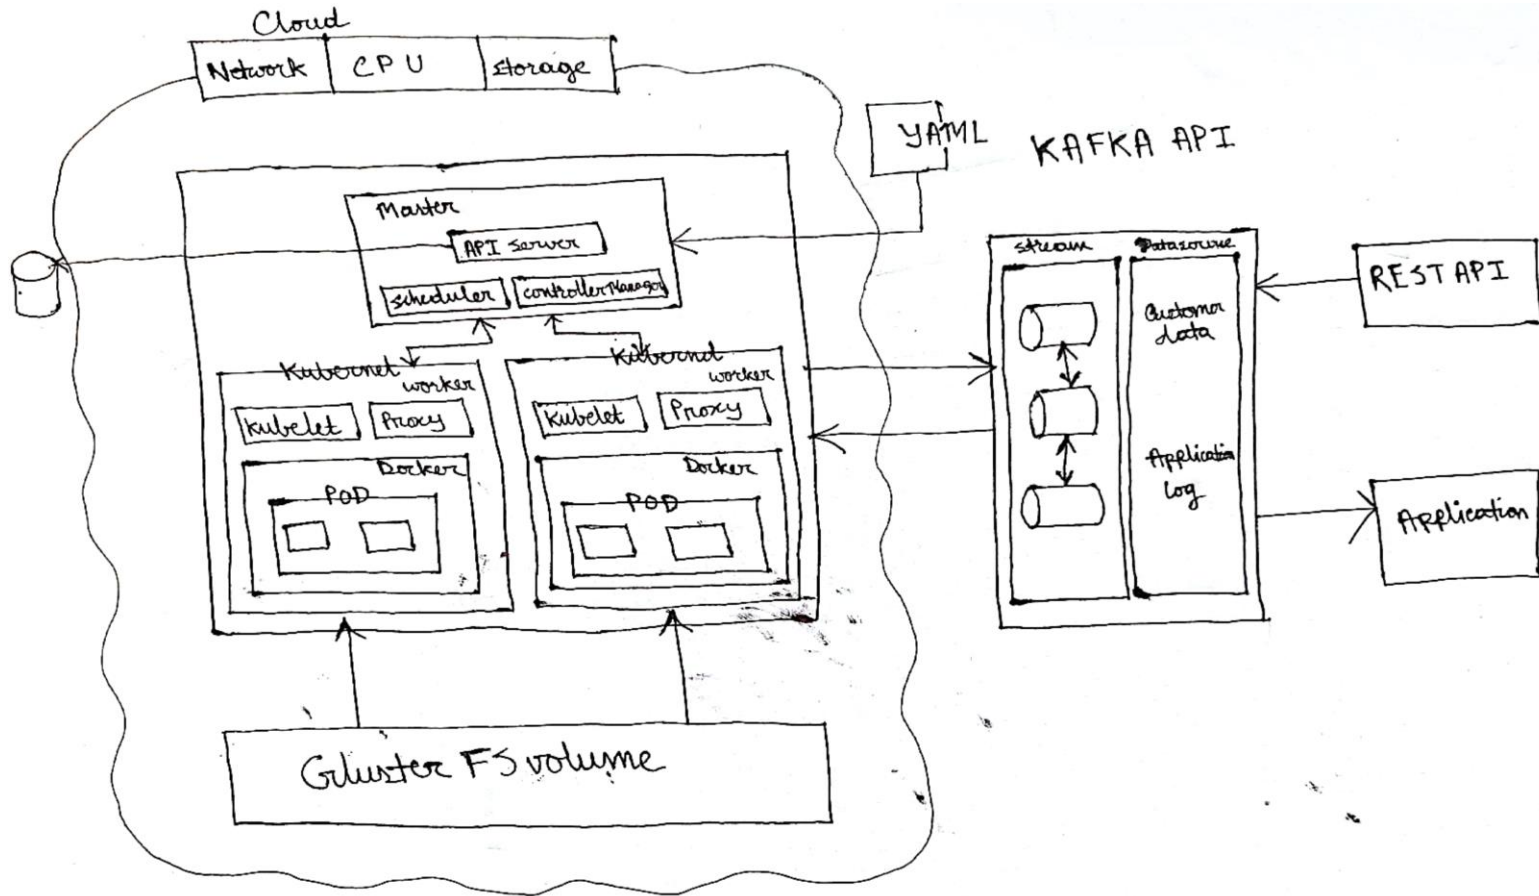 Cloud
Network CPU Storage
YAML
KAFKA API
Master
API Server
Scheduler
controller Manager
Kubernet
worker
Kubelet
Proxy
Docker
POD
Kubernet
worker
Kubelet
Proxy
Docker
POD
Gluster FS volume
Stream
Customer
data
Application
log
REST API
Application